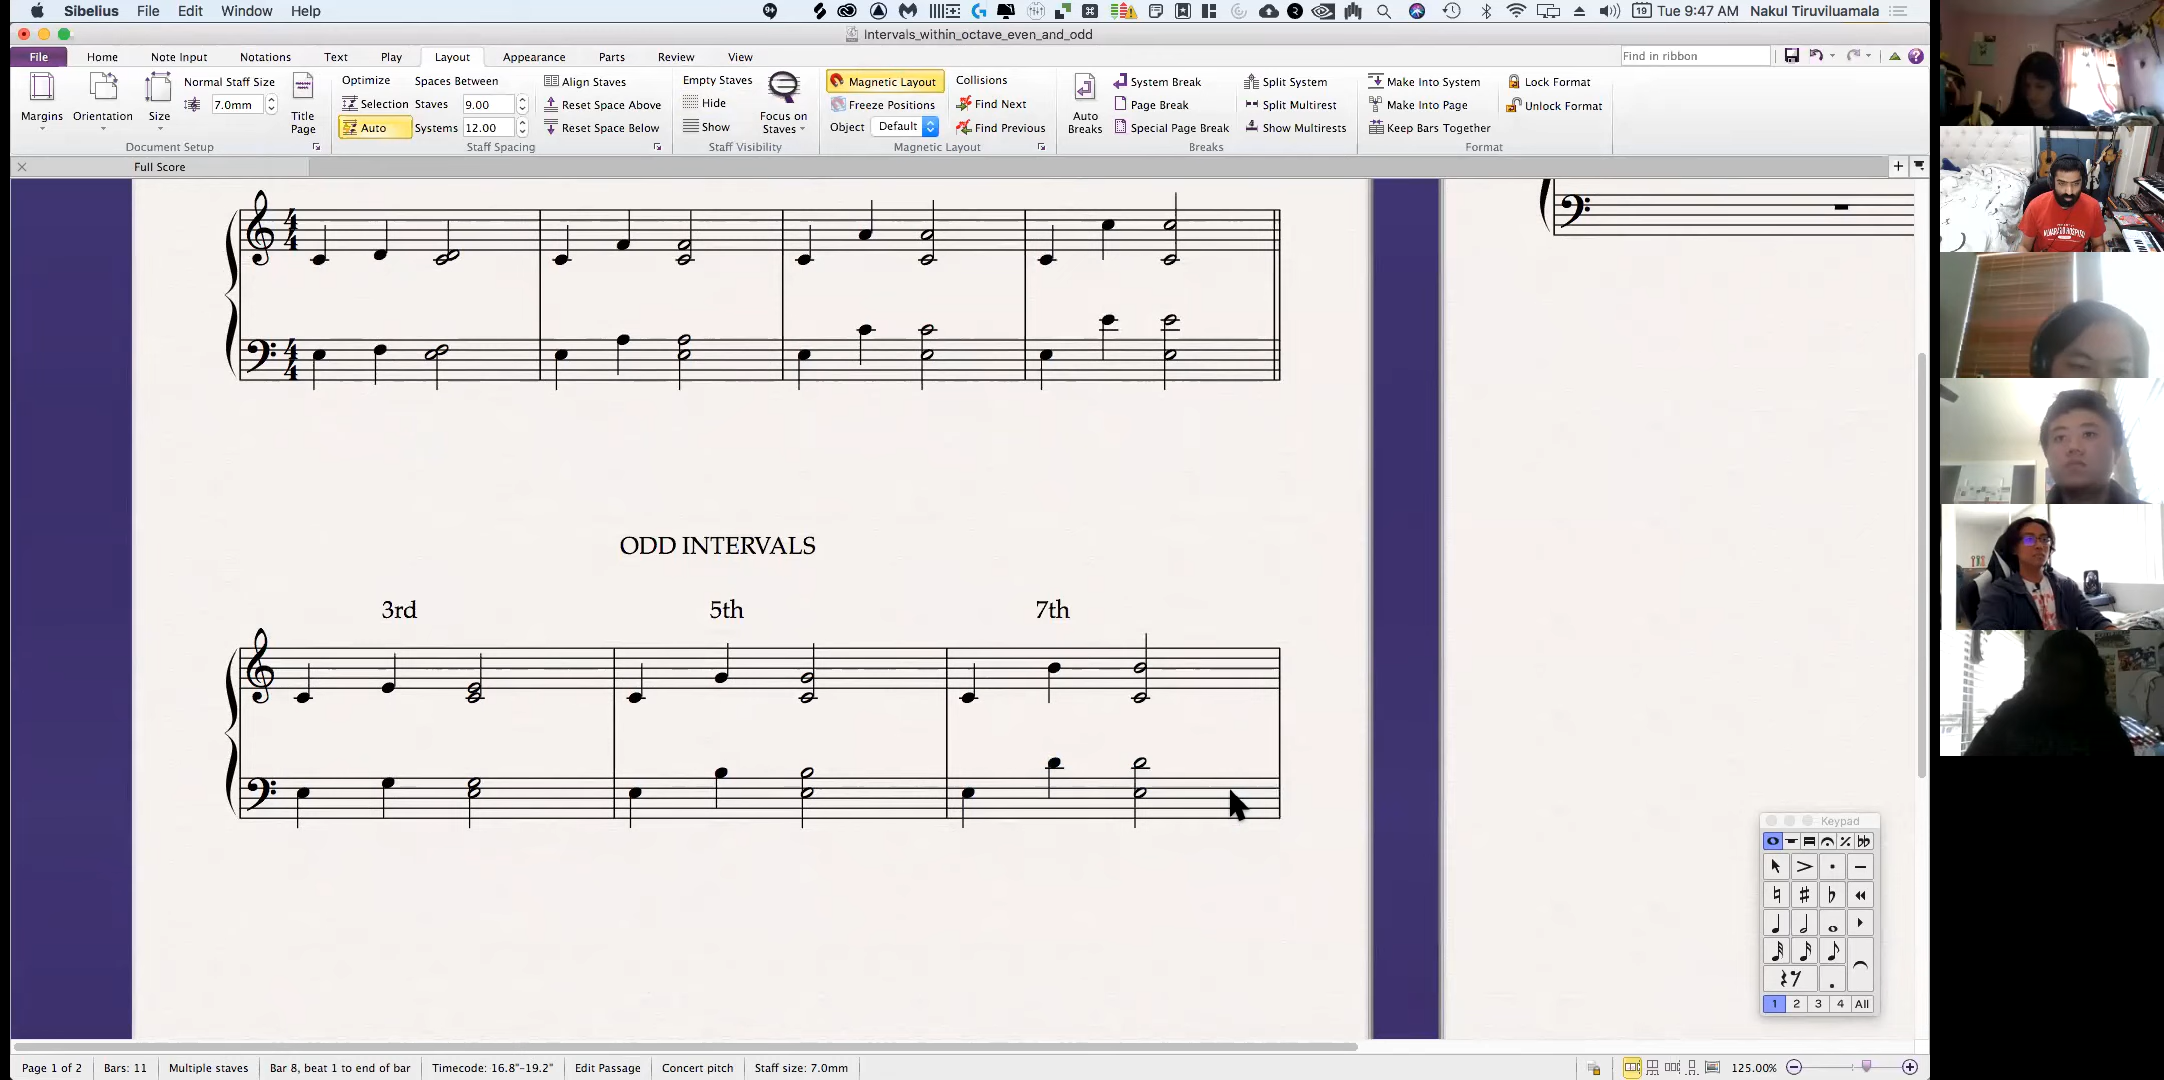 Sibelius File Edit Window Help 19 Tue 9:47 AM Nakul Tiruviluamala
Intervals_within_octave_even_and_odd
File Home Note Input Notations Text Play Layout Appearance Parts Review View Find in ribbon
Margins Orientation Size Normal Staff Size 7.0mm Title Page Document Setup
Optimize Spaces Between Selection Staves 9.00 Auto Systems 12.00 Staff Spacing
Align Staves Reset Space Above Reset Space Below
Empty Staves Hide Show Focus on Staves Staff Visibility
Magnetic Layout Freeze Positions Object Default Collisions Find Next Find Previous Magnetic Layout
Auto Breaks System Break Page Break Special Page Break Split System Split Multirest Show Multirests Breaks
Make Into System Make Into Page Keep Bars Together Lock Format Unlock Format Format
Full Score
ODD INTERVALS
3rd 5th 7th
Keypad
1 2 3 4 All
Page 1 of 2 Bars: 11 Multiple staves Bar 8, beat 1 to end of bar Timecode: 16.8"-19.2" Edit Passage Concert pitch Staff size: 7.0mm 125.00%